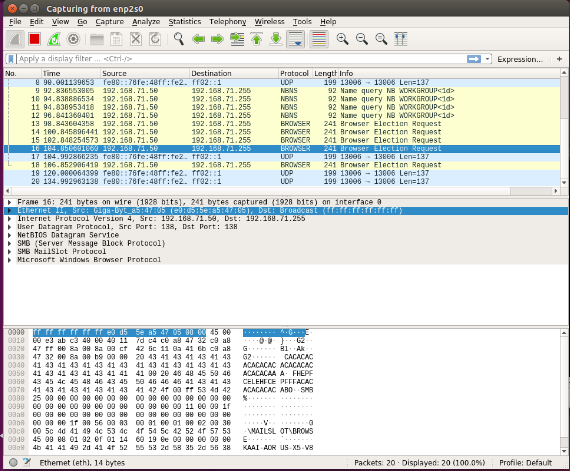 Capturing from enp2s0
File Edit View Go Capture Analyze Statistics Telephony Wireless Tools Help
Apply a display filter ... <Ctrl-/> Expression... +
No. Time Source Destination Protocol Length Info
8 90.001139653 fe80::76fe:48ff:fe2… ff02::1 UDP 199 13006 → 13006 Len=137
9 92.836553005 192.168.71.50 192.168.71.255 NBNS 92 Name query NB WORKGROUP<1d>
10 94.838886534 192.168.71.50 192.168.71.255 NBNS 92 Name query NB WORKGROUP<1d>
11 94.838953418 192.168.71.50 192.168.71.255 NBNS 92 Name query NB WORKGROUP<1d>
12 96.841360401 192.168.71.50 192.168.71.255 NBNS 92 Name query NB WORKGROUP<1d>
13 98.843604358 192.168.71.50 192.168.71.255 BROWSER 241 Browser Election Request
14 100.845896441 192.168.71.50 192.168.71.255 BROWSER 241 Browser Election Request
15 102.848254573 192.168.71.50 192.168.71.255 BROWSER 241 Browser Election Request
16 104.850601060 192.168.71.50 192.168.71.255 BROWSER 241 Browser Election Request
17 104.992860235 fe80::76fe:48ff:fe2… ff02::1 UDP 199 13006 → 13006 Len=137
18 106.852906419 192.168.71.50 192.168.71.255 BROWSER 241 Browser Election Request
19 120.000064399 fe80::76fe:48ff:fe2… ff02::1 UDP 199 13006 → 13006 Len=137
20 134.992963138 fe80::76fe:48ff:fe2… ff02::1 UDP 199 13006 → 13006 Len=137
Frame 16: 241 bytes on wire (1928 bits), 241 bytes captured (1928 bits) on interface 0
Ethernet II, Src: Giga-Byt_a5:47:05 (e0:d5:5e:a5:47:05), Dst: Broadcast (ff:ff:ff:ff:ff:ff)
Internet Protocol Version 4, Src: 192.168.71.50, Dst: 192.168.71.255
User Datagram Protocol, Src Port: 138, Dst Port: 138
NetBIOS Datagram Service
SMB (Server Message Block Protocol)
SMB MailSlot Protocol
Microsoft Windows Browser Protocol
0000 ff ff ff ff ff ff e0 d5 5e a5 47 05 08 00 45 00 ········ ^·G···E·
0010 00 e3 ab c3 40 00 40 11 7d c4 c0 a8 47 32 c0 a8 ····@·@· }···G2··
0020 47 ff 00 8a 00 8a 00 cf 42 6c 11 0a 41 6b c0 a8 G······· Bl··Ak··
0030 47 32 00 8a 00 b9 00 00 20 43 41 43 41 43 41 43 G2······ CACACAC
0040 41 43 41 43 41 43 41 43 41 43 41 43 41 43 41 43 ACACACAC ACACACAC
0050 41 43 41 43 41 43 41 41 41 00 20 46 48 45 50 46 ACACACAA A· FHEPF
0060 43 45 4c 45 48 46 43 45 50 46 46 46 41 43 41 43 CELEHFCE PFFFACAC
0070 41 43 41 43 41 43 41 43 41 42 4f 00 ff 53 4d 42 ACACACAC ABO··SMB
0080 25 00 00 00 00 00 00 00 00 00 00 00 00 00 00 00 %······· ········
0090 00 00 00 00 00 00 00 00 00 00 00 00 11 00 00 1f ········ ········
00a0 00 00 00 00 00 00 00 00 00 00 00 00 00 00 00 00 ········ ········
00b0 00 00 00 1f 00 56 00 03 00 01 00 01 00 02 00 30 ·····V·· ·······0
00c0 00 5c 4d 41 49 4c 53 4c 4f 54 5c 42 52 4f 57 53 ·\MAILSL OT\BROWS
00d0 45 00 08 01 02 0f 01 14 60 19 0e 00 00 00 00 00 E······· `·······
00e0 4b 41 41 49 2d 41 4f 52 55 53 2d 58 35 2d 56 38 KAAI-AOR US-X5-V8
Ethernet (eth), 14 bytes Packets: 20 · Displayed: 20 (100.0%) Profile: Default